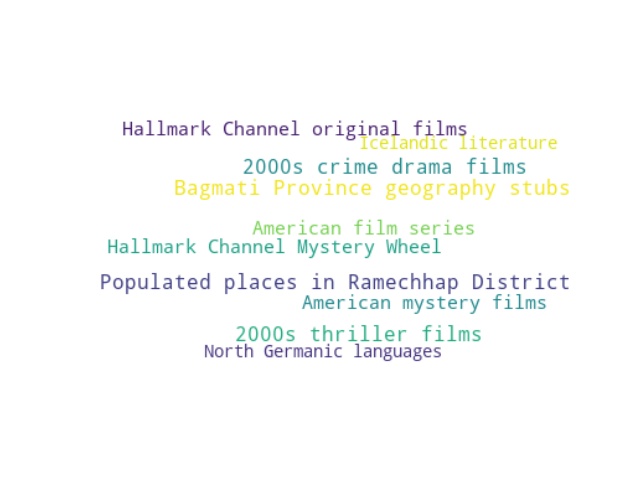 Hallmark Channel original films
Icelandic literature
2000s crime drama films
Bagmati Province geography stubs
American film series
Hallmark Channel Mystery Wheel
Populated places in Ramechhap District
American mystery films
2000s thriller films
North Germanic languages